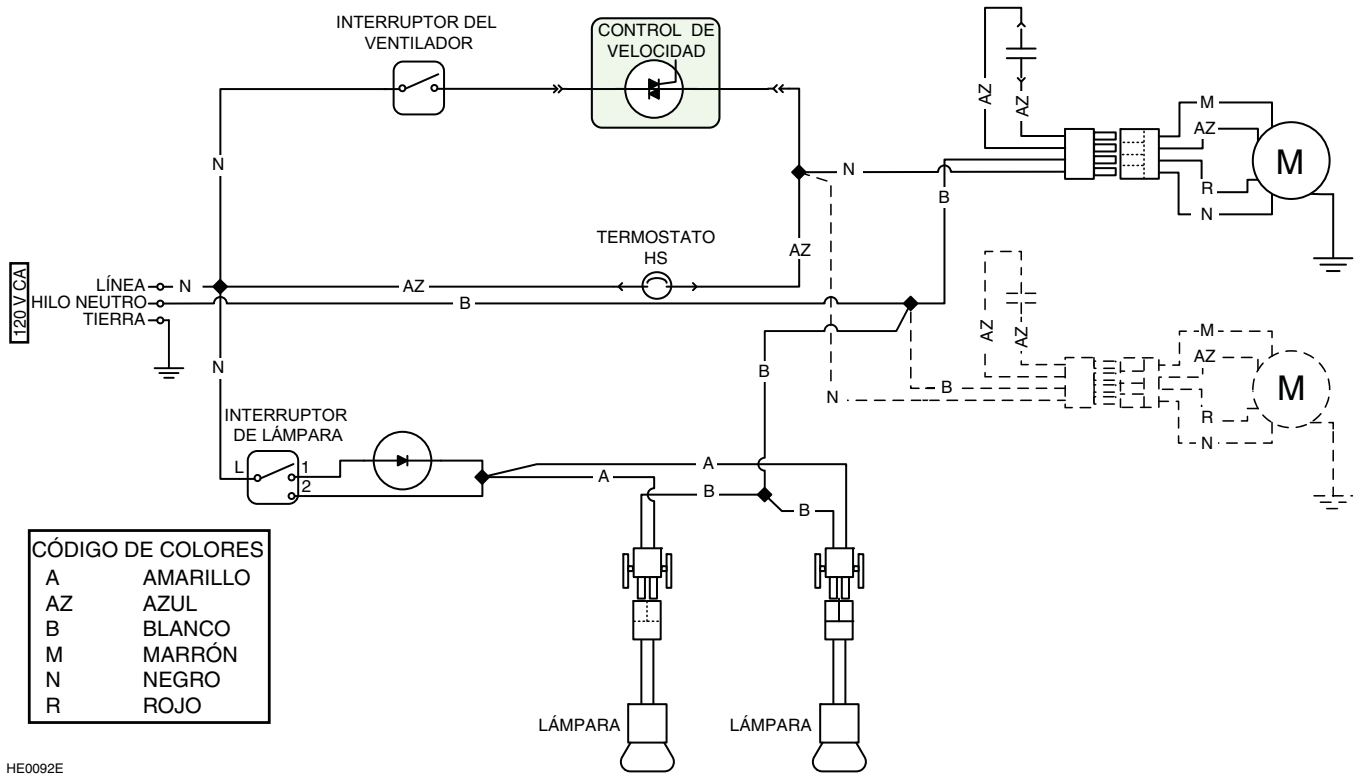 INTERRUPTOR DEL
VENTILADOR
CONTROL DE
VELOCIDAD
AZ
AZ
M
AZ
M
R
N
N
N
B
TERMOSTATO
HS
AZ
120 V CA
LÍNEA
N
AZ
HILO NEUTRO
B
TIERRA
N
AZ
AZ
M
AZ
M
R
N
B
B
N
INTERRUPTOR
DE LÁMPARA
L
1
2
A
A
B
B
CÓDIGO DE COLORES
A AMARILLO
AZ AZUL
B BLANCO
M MARRÓN
N NEGRO
R ROJO
LÁMPARA
LÁMPARA
HE0092E